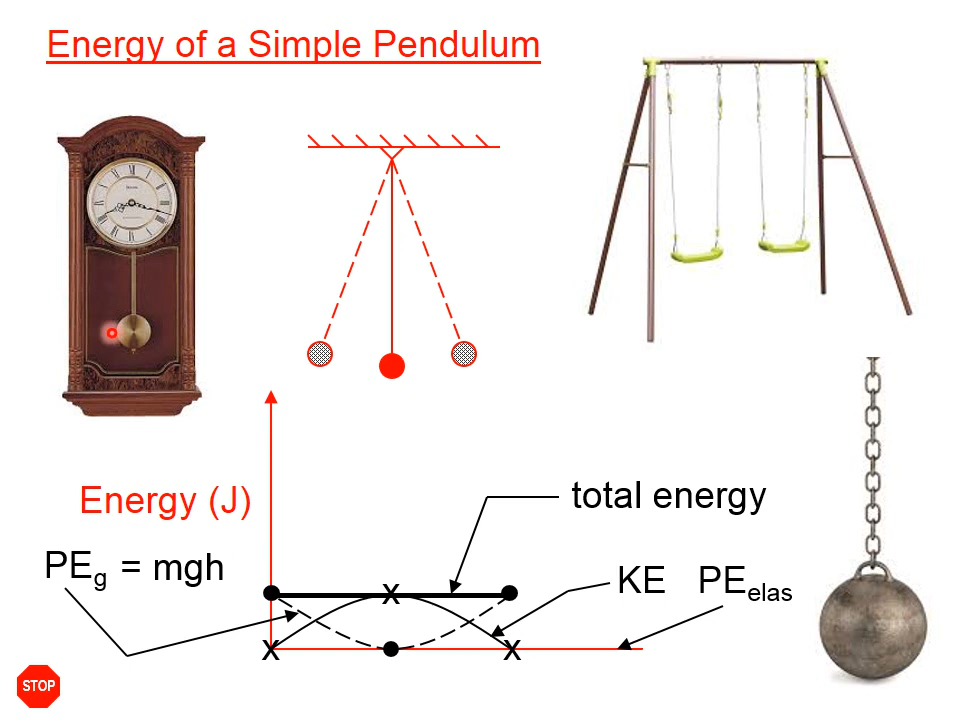 Energy of a Simple Pendulum
Energy (J)
total energy
PEg = mgh
KE PEelas
x
x
x
STOP